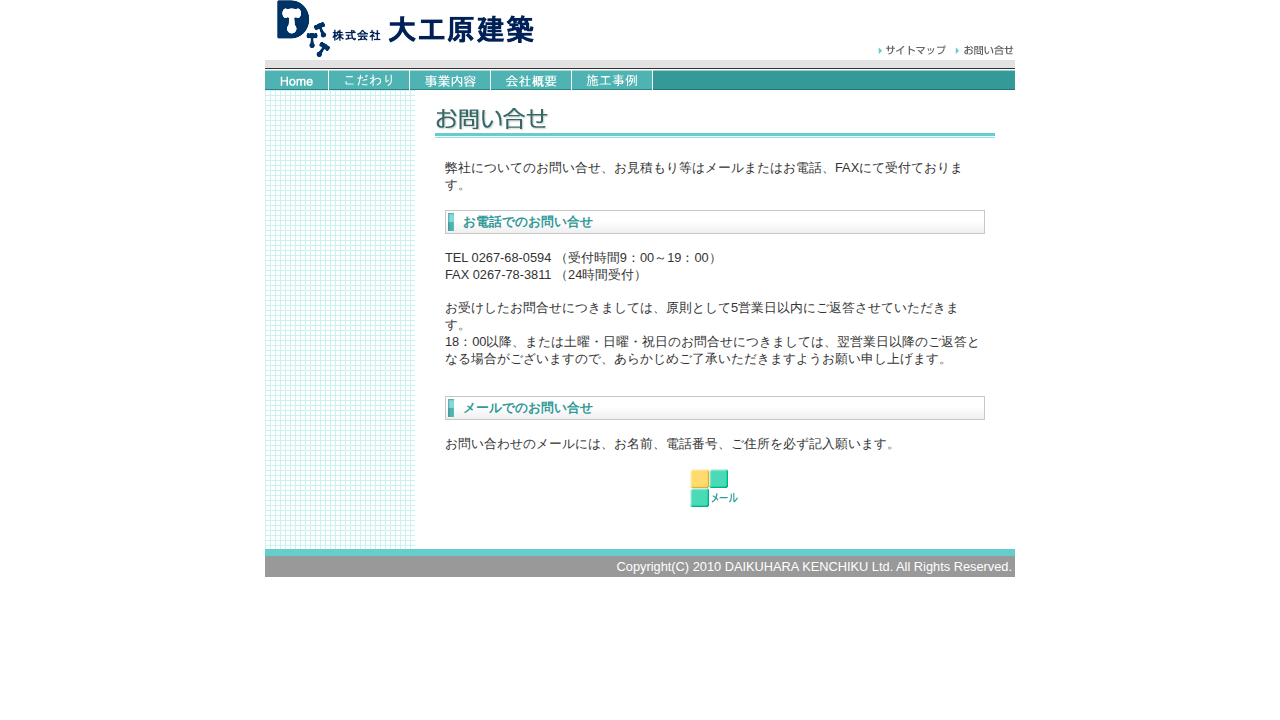 D
株式会社 大工原建築
サイトマップ お問い合せ
Home こだわり 事業内容 会社概要 施工事例
お問い合せ
弊社についてのお問い合せ、お見積もり等はメールまたはお電話、FAXにて受付ておりま
す。
お電話でのお問い合せ
TEL 0267-68-0594 （受付時間9：00～19：00）
FAX 0267-78-3811 （24時間受付）
お受けしたお問合せにつきましては、原則として5営業日以内にご返答させていただきま
す。
18：00以降、または土曜・日曜・祝日のお問合せにつきましては、翌営業日以降のご返答と
なる場合がございますので、あらかじめご了承いただきますようお願い申し上げます。
メールでのお問い合せ
お問い合わせのメールには、お名前、電話番号、ご住所を必ず記入願います。
メール
Copyright(C) 2010 DAIKUHARA KENCHIKU Ltd. All Rights Reserved.